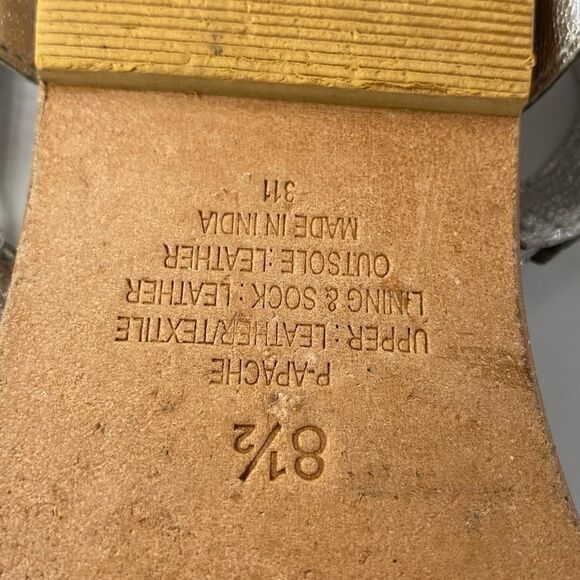 8½
P-APACHE
UPPER : LEATHER/TEXTILE
LINING & SOCK : LEATHER
OUTSOLE : LEATHER
MADE IN INDIA
311